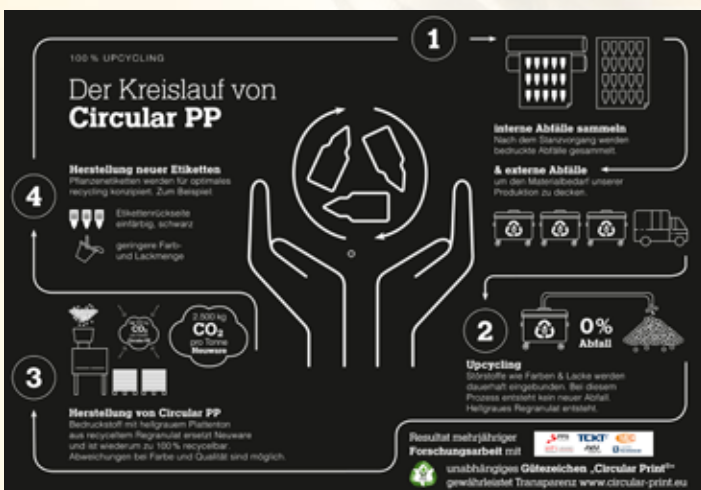 1
100 % UPCYCLING
Der Kreislauf von
Circular PP
interne Abfälle sammeln
Nach dem Stanzvorgang werden
bedruckte Abfälle gesammelt.
& externe Abfälle
um den Materialbedarf unserer
Produktion zu decken.
2
0%
Abfall
Upcycling
Störstoffe wie Farben & Lacke werden
dauerhaft eingebunden. Bei diesem
Prozess entsteht kein neuer Abfall.
Hellgraues Regranulat entsteht.
3
CO₂
2.500 kg
CO₂
pro Tonne
Neuware
Herstellung von Circular PP
Bedruckstoff mit hellgrauem Plattenton
aus recyceltem Regranulat ersetzt Neuware
und ist wiederum zu 100 % recycelbar.
Abweichungen bei Farbe und Qualität sind möglich.
4
Herstellung neuer Etiketten
Pflanzenetiketten werden für optimales
recycling konzipiert. Zum Beispiel:
Etikettenrückseite
einfarbig, schwarz
geringere Farb-
und Lackmenge
Resultat mehrjähriger
Forschungsarbeit mit
unabhängiges Gütezeichen „Circular Print®“
gewährleistet Transparenz www.circular-print.eu